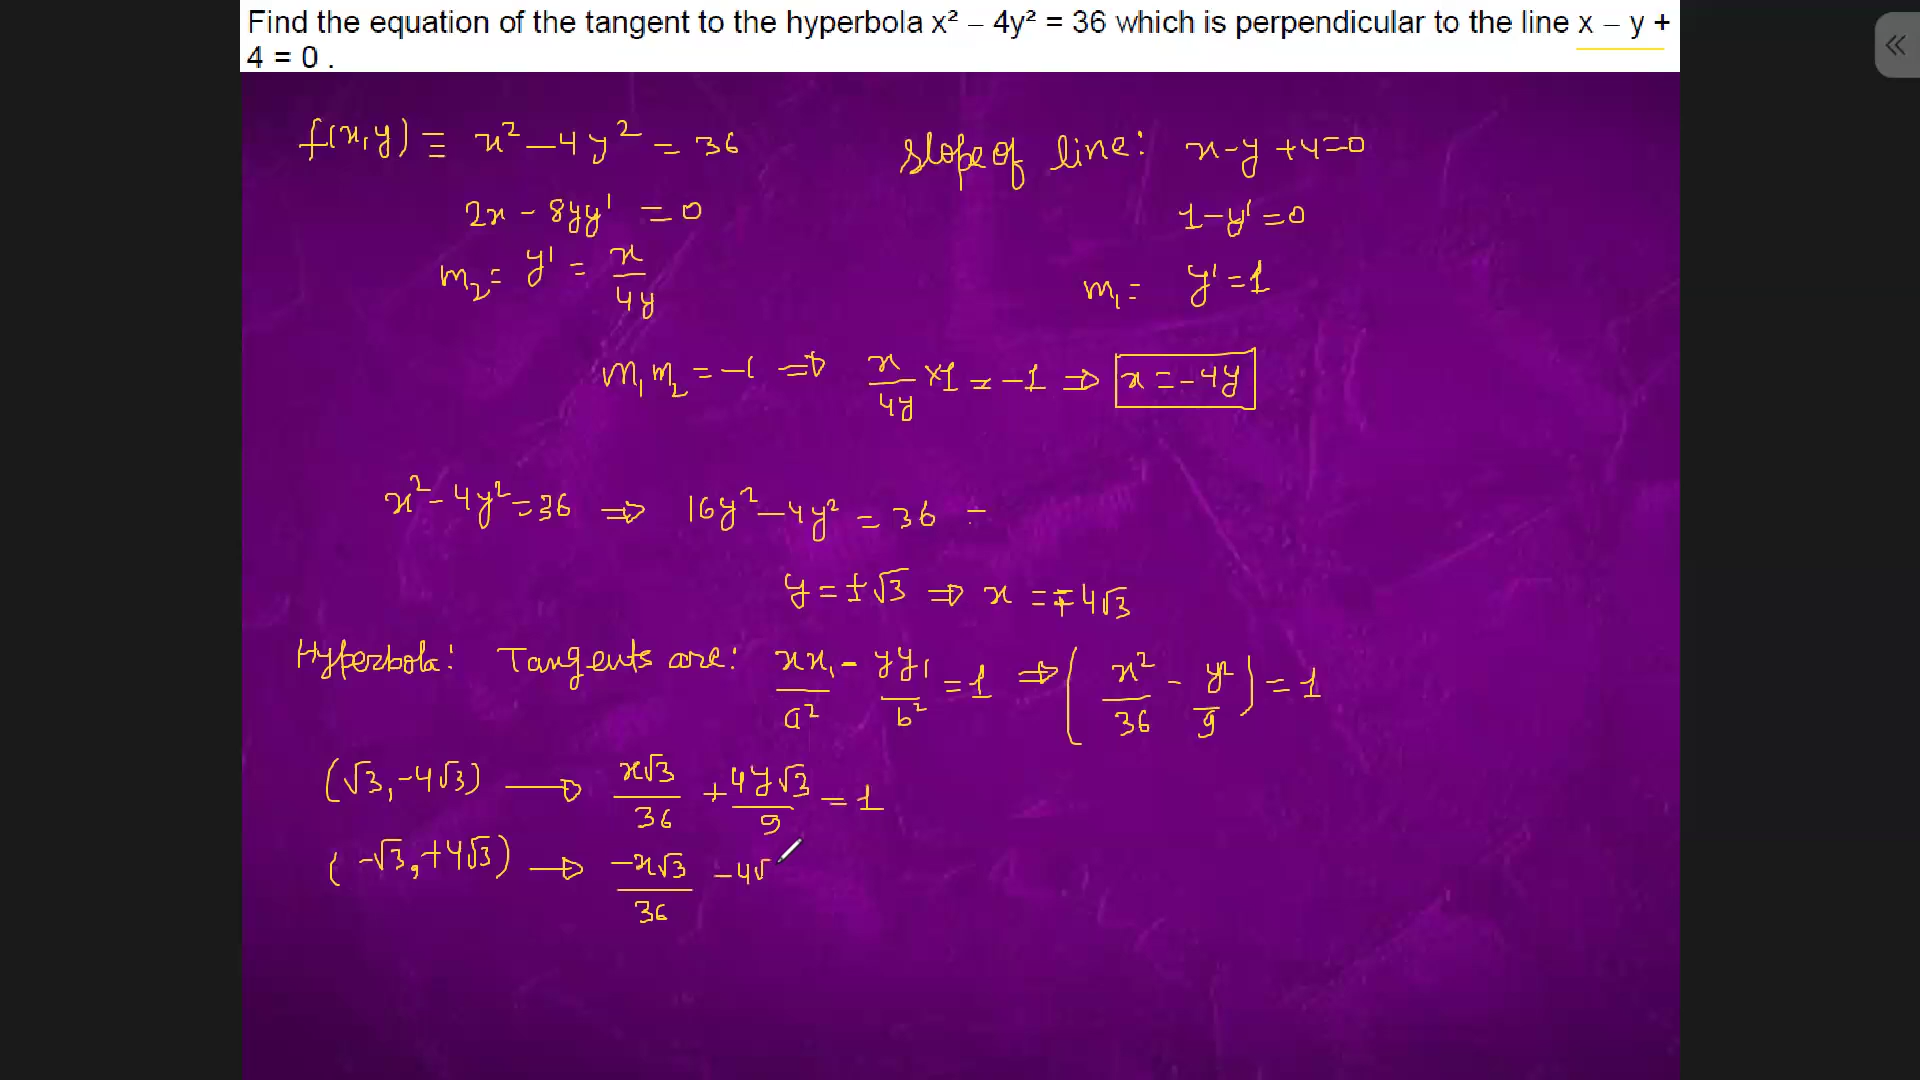 Find the equation of the tangent to the hyperbola x² – 4y² = 36 which is perpendicular to the line x – y +
4 = 0 .
f(x,y) ≡ x² – 4y² = 36
slope of line: x – y + 4 = 0
2x – 8yy' = 0
1 – y' = 0
m₂ = y' = x/4y
m₁ = y' = 1
m₁m₂ = –1 ⇒ x/4y × 1 = –1 ⇒ x = –4y
x² – 4y² = 36 ⇒ 16y² – 4y² = 36 =
y = ±√3 ⇒ x = ∓4√3
Hyperbola: Tangents are: xx₁/a² – yy₁/b² = 1 ⇒ (x²/36 – y²/9) = 1
(√3, –4√3) → x√3/36 + 4y√3/9 = 1
(–√3, +4√3) → –x√3/36 – 4√